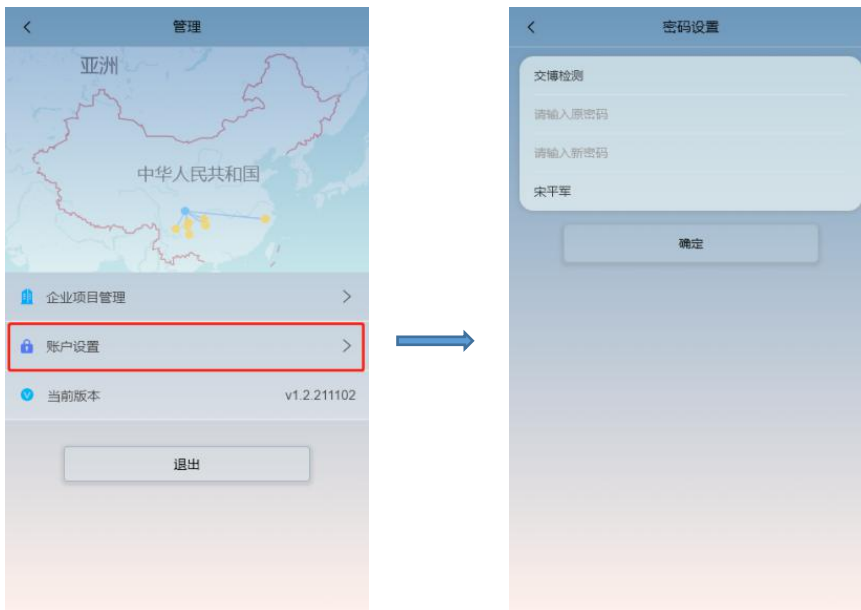 管理
亚洲
中华人民共和国
企业项目管理
账户设置
当前版本 v1.2.211102
退出
密码设置
交博检测
请输入原密码
请输入新密码
宋平军
确定